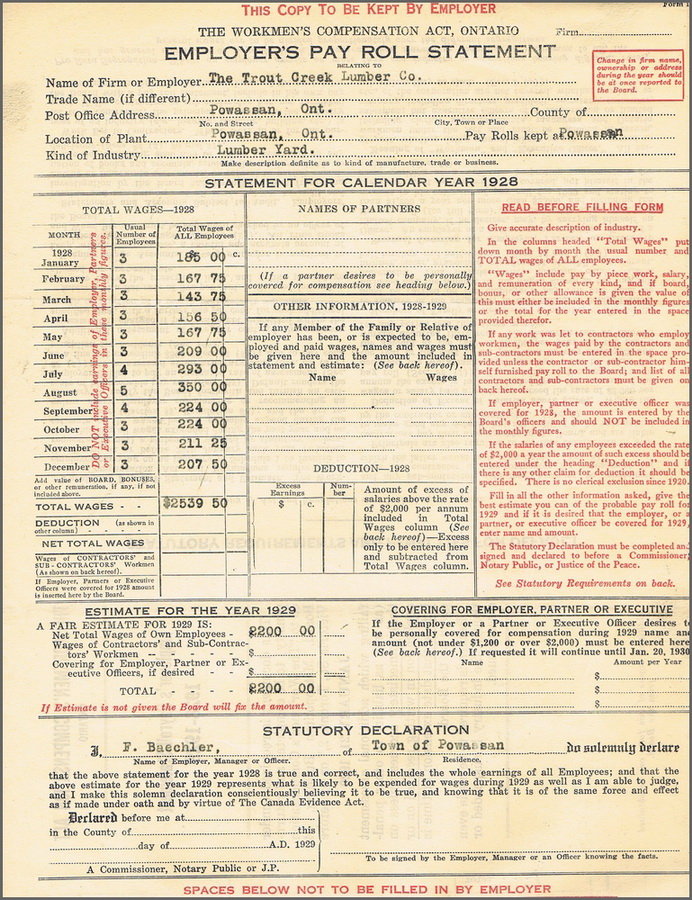 THIS COPY TO BE KEPT BY EMPLOYER
Form 1
THE WORKMEN'S COMPENSATION ACT, ONTARIO
Firm
EMPLOYER'S PAY ROLL STATEMENT
RELATING TO
Name of Firm or Employer The Trout Creek Lumber Co.
Trade Name (if different)
Post Office Address Powassan, Ont. County of
No. and Street City, Town or Place
Location of Plant Powassan, Ont. Pay Rolls kept at Powassan
Kind of Industry Lumber Yard.
Make description definite as to kind of manufacture, trade or business.
Change in firm name,
ownership or address
during the year should
be at once reported to
the Board.
STATEMENT FOR CALENDAR YEAR 1928
TOTAL WAGES—1928
MONTH
Usual Number of Employees
Total Wages of ALL Employees
1928
January 3 185 00 c.
February 3 167 75
March 3 143 75
April 3 156 50
May 3 167 75
June 3 209 00
July 4 293 00
August 5 350 00
September 4 224 00
October 3 224 00
November 3 211 25
December 3 207 50
DO NOT include earnings of Employer, Partners
or Executive Officers in these monthly figures.
Add value of BOARD, BONUSES,
or other remuneration, if any, if not
included above.
TOTAL WAGES - - $2539 50
DEDUCTION (as shown in
other column) - -
NET TOTAL WAGES
Wages of CONTRACTORS' and
SUB-CONTRACTORS' Workmen
(As shown on back hereof)
If Employer, Partners or Executive
Officers were covered for 1928 amount
is inserted here by the Board.
NAMES OF PARTNERS
(If a partner desires to be personally
covered for compensation see heading below.)
OTHER INFORMATION, 1928-1929
If any Member of the Family or Relative of
employer has been, or is expected to be, em-
ployed and paid wages, names and wages must
be given here and the amount included in
statement and estimate: (See back hereof).
Name Wages
DEDUCTION—1928
Excess Earnings
Num-ber
$ c.
Amount of excess of
salaries above the rate
of $2,000 per annum
included in Total
Wages column (See
back hereof)—Excess
only to be entered here
and subtracted from
Total Wages column.
READ BEFORE FILLING FORM
Give accurate description of industry.
In the columns headed "Total Wages" put
down month by month the usual number and
TOTAL wages of ALL employees.
"Wages" include pay by piece work, salary,
and remuneration of every kind, and if board,
bonus, or other allowance is given the value of
this must either be included in the monthly figures
or the total for the year entered in the space
provided therefor.
If any work was let to contractors who employ
workmen, the wages paid by the contractors and
sub-contractors must be entered in the space pro-
vided unless the contractor or sub-contractor him-
self furnished pay roll to the Board; and list of all
contractors and sub-contractors must be given on
back hereof.
If employer, partner or executive officer was
covered for 1928, the amount is entered by the
Board's officers and should NOT be included in
the monthly figures.
If the salaries of any employees exceeded the rate
of $2,000 a year the amount of such excess should be
entered under the heading "Deduction" and if
there is any other claim for deduction it should be
specified. There is no clerical exclusion since 1920.
Fill in all the other information asked, give the
best estimate you can of the probable pay roll for
1929 and if it is desired that the employer, or a
partner, or executive officer be covered for 1929,
enter name and amount.
The Statutory Declaration must be completed and
signed and declared to before a Commissioner,
Notary Public, or Justice of the Peace.
See Statutory Requirements on back.
ESTIMATE FOR THE YEAR 1929
A FAIR ESTIMATE FOR 1929 IS:
Net Total Wages of Own Employees - $2200 00
Wages of Contractors' and Sub-Contrac-
tors' Workmen - - - - $
Covering for Employer, Partner or Ex-
ecutive Officers, if desired - - $
TOTAL - - - - $2200 00
If Estimate is not given the Board will fix the amount.
COVERING FOR EMPLOYER, PARTNER OR EXECUTIVE
If the Employer or a Partner or Executive Officer desires to
be personally covered for compensation during 1929 name and
amount (not under $1,200 or over $2,000) must be entered here
(See back hereof.) If requested it will continue until Jan. 20, 1930
Name Amount per Year
$
$
$
STATUTORY DECLARATION
I, F. Baechler, of Town of Powassan do solemnly declare
Name of Employer, Manager or Officer. Residence.
that the above statement for the year 1928 is true and correct, and includes the whole earnings of all Employees; and that the
above estimate for the year 1929 represents what is likely to be expended for wages during 1929 as well as I am able to judge,
and I make this solemn declaration conscientiously believing it to be true, and knowing that it is of the same force and effect
as if made under oath and by virtue of The Canada Evidence Act.
Declared before me at
in the County of this
day of A.D. 1929
A Commissioner, Notary Public or J.P.
To be signed by the Employer, Manager or an Officer knowing the facts.
SPACES BELOW NOT TO BE FILLED IN BY EMPLOYER